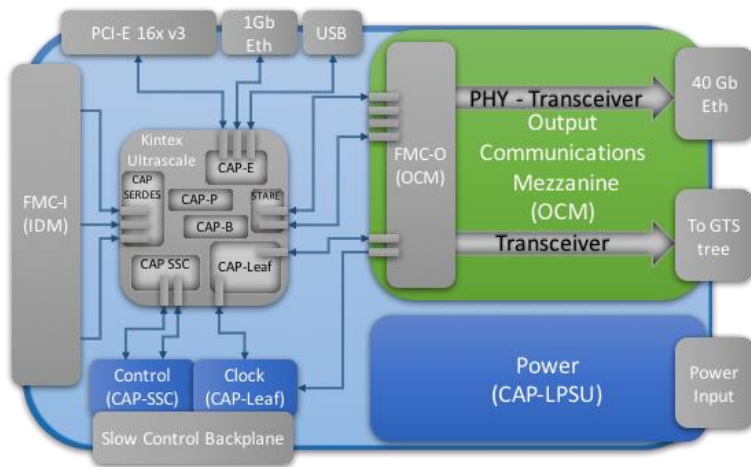 PCI-E 16x v3
1Gb
Eth
USB
FMC-I
(IDM)
Kintex
Ultrascale
CAP-E
CAP
SERDES
CAP-P
STARE
CAP-B
CAP SSC
CAP-Leaf
FMC-O
(OCM)
PHY - Transceiver
Output
Communications
Mezzanine
(OCM)
Transceiver
40 Gb
Eth
To GTS
tree
Control
(CAP-SSC)
Clock
(CAP-Leaf)
Slow Control Backplane
Power
(CAP-LPSU)
Power
Input